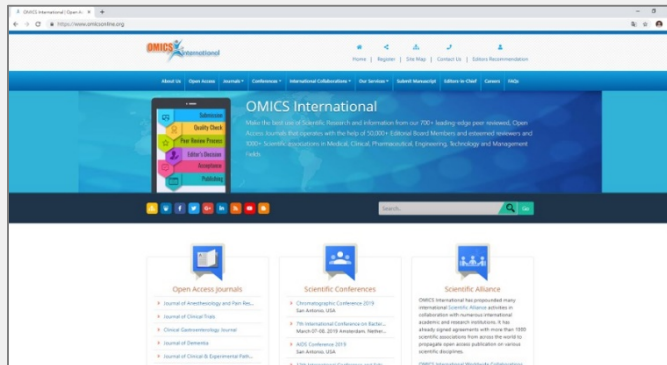 OMICS International | Open A
https://www.omicsonline.org
OMICS International
Home | Register | Site Map | Contact Us | Editors Recommendation
About Us Open Access Journals Conferences International Collaborations Our Services Submit Manuscript Editors-in-Chief Careers FAQs
Submission
Quality Check
Peer Review Process
Editor's Decision
Acceptance
Publishing
OMICS International
Make the best use of Scientific Research and information from our 700+ leading-edge peer reviewed, Open
Access Journals that operates with the help of 50,000+ Editorial Board Members and esteemed reviewers and
1000+ Scientific associations in Medical, Clinical, Pharmaceutical, Engineering, Technology and Management
Fields.
Search...
Go
Open Access Journals
Journal of Anesthesiology and Pain Res...
Journal of Clinical Trials
Clinical Gastroenterology Journal
Journal of Dementia
Journal of Clinical & Experimental Path...
Scientific Conferences
Chromatographic Conference 2019
San Antonio, USA
7th International Conference on
March 07-08, 2019 Amsterdam, Nether...
AIDS Conference 2019
San Antonio, USA
Scientific Alliance
OMICS International has propounded many
international Scientific Alliance activities in
collaboration with numerous international
academic and research institutions. It has
already signed agreements with more than 1000
scientific associations from across the world to
propagate open access publication on various
scientific disciplines.
OMICS International Worldwide Collaborations